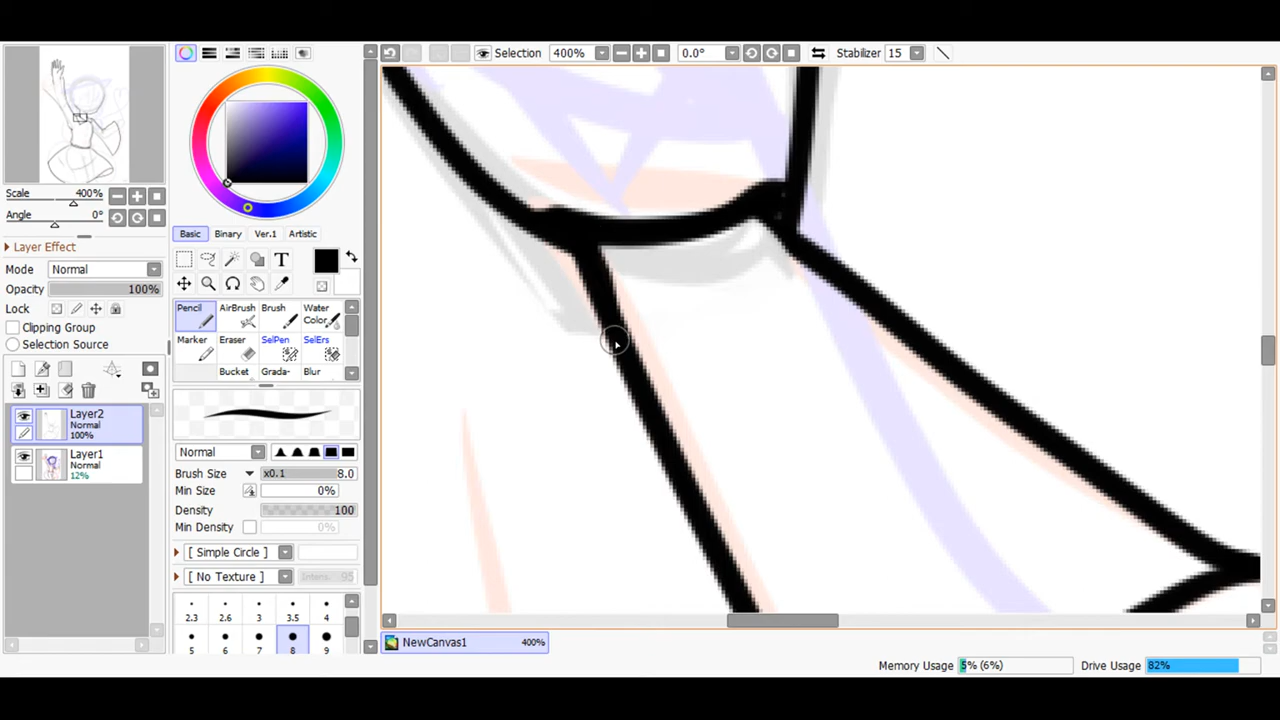 Selection 400% 0.0° Stabilizer 15
Scale 400%
Angle 0°
Layer Effect
Mode Normal
Opacity 100%
Lock
Clipping Group
Selection Source
Layer2
Normal
100%
Layer1
Normal
12%
Basic Binary Ver.1 Artistic
T
Pencil AirBrush Brush Water Color
Marker Eraser SelPen SelErs
Bucket Grada- Blur
Normal
Brush Size x0.1 8.0
Min Size 0%
Density 100
Min Density 0%
[ Simple Circle ]
[ No Texture ] Intens. 95
2.3 2.6 3 3.5 4
5 6 7 8 9
NewCanvas1 400%
Memory Usage 5% (6%) Drive Usage 82%